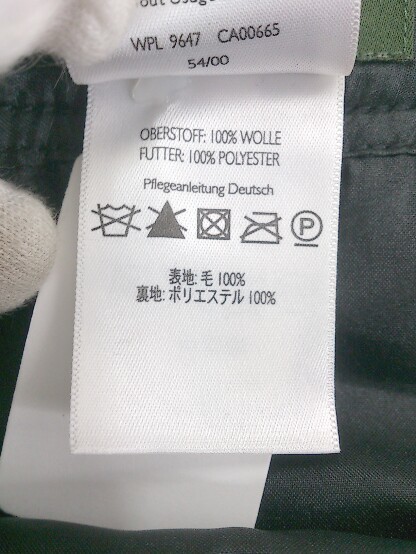 WPL 9647 CA00665
54/00
OBERSTOFF: 100% WOLLE
FUTTER: 100% POLYESTER
Pflegeanleitung Deutsch
P
表地: 毛 100%
裏地: ポリエステル 100%